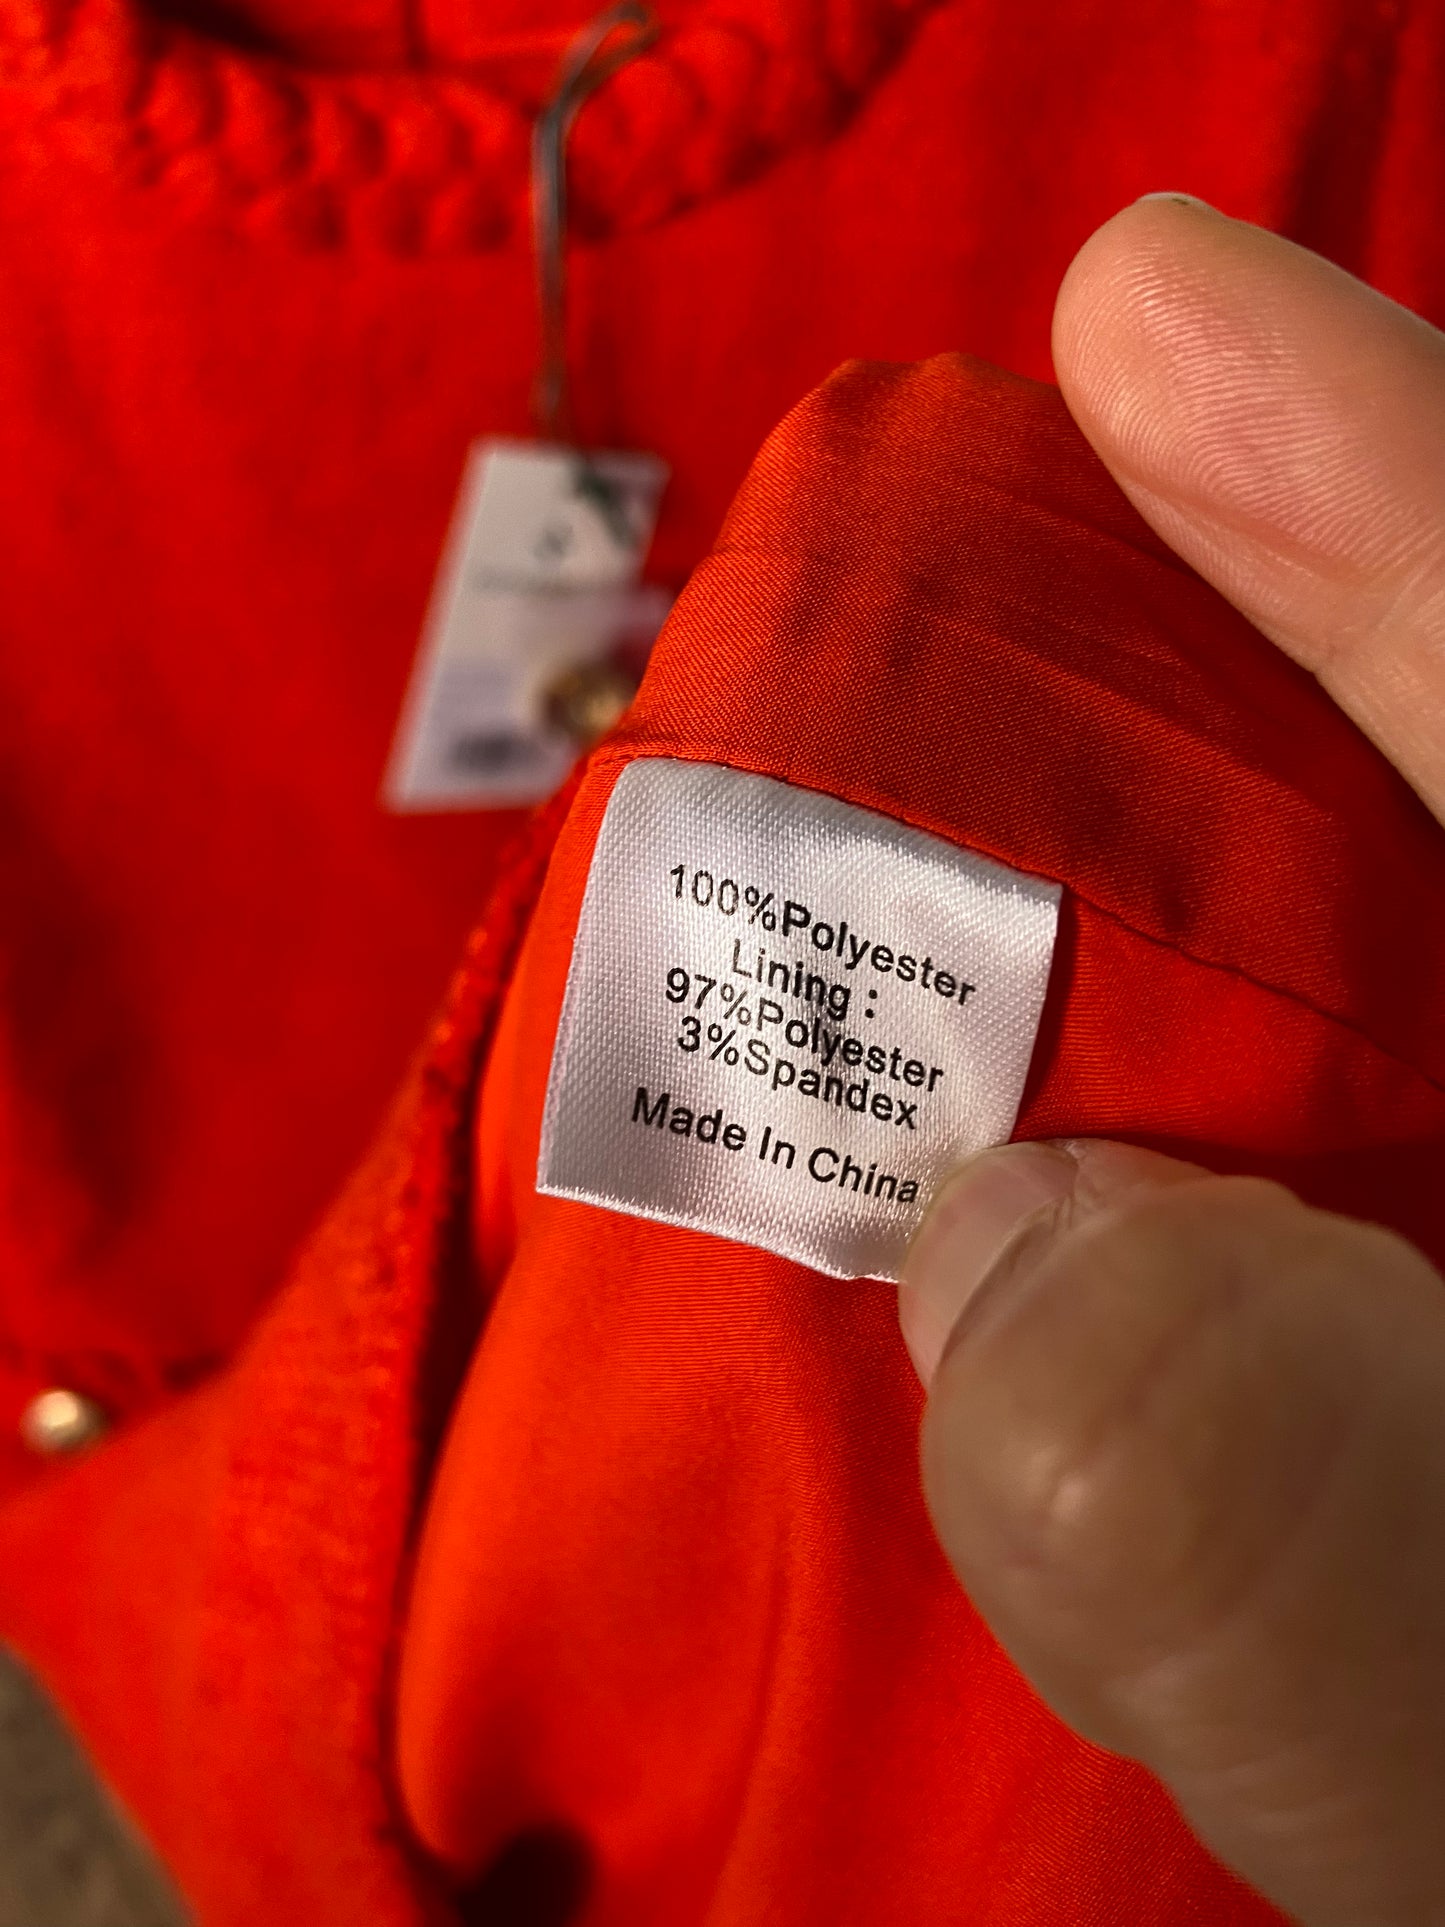 100%Polyester
Lining :
97%Polyester
3%Spandex
Made In China